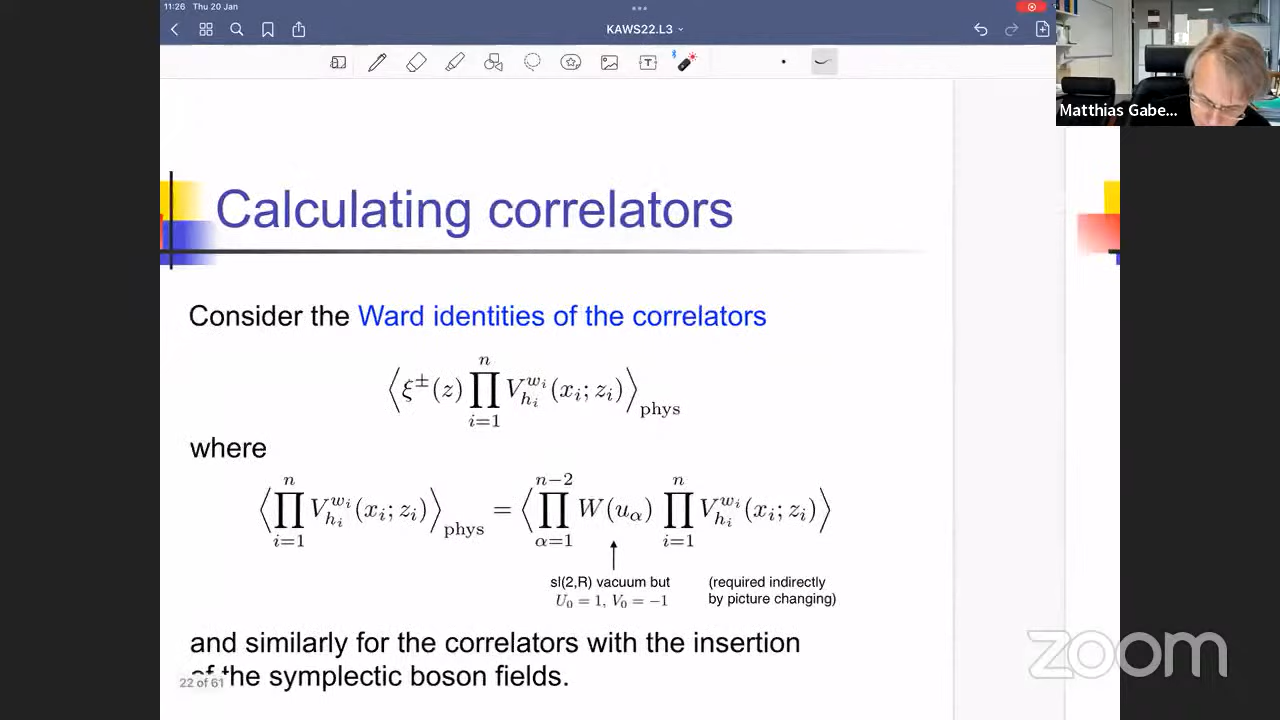 11:26 Thu 20 Jan
KAWS22.L3
Matthias Gabe...
Calculating correlators
Consider the Ward identities of the correlators
⟨ξ^±(z) ∏_{i=1}^{n} V_{h_i}^{w_i}(x_i; z_i)⟩_phys
where
⟨∏_{i=1}^{n} V_{h_i}^{w_i}(x_i; z_i)⟩_phys = ⟨∏_{α=1}^{n−2} W(u_α) ∏_{i=1}^{n} V_{h_i}^{w_i}(x_i; z_i)⟩
sl(2,R) vacuum but (required indirectly
U_0 = 1, V_0 = −1 by picture changing)
and similarly for the correlators with the insertion
of the symplectic boson fields.
22 of 61
zoom